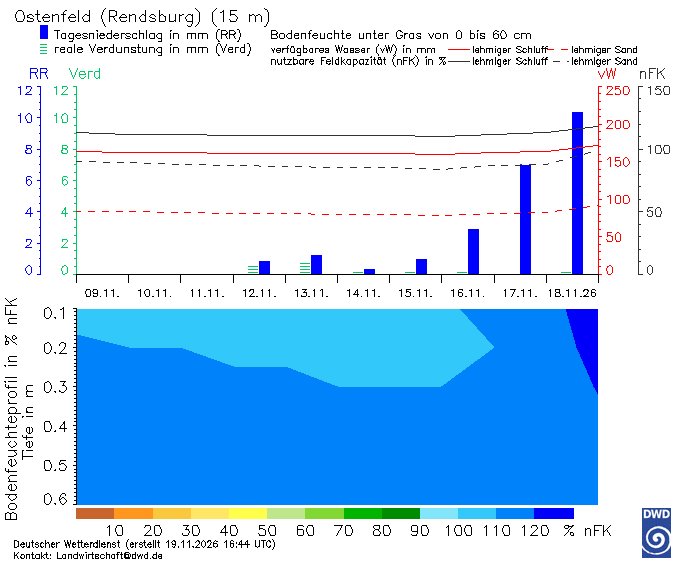 Ostenfeld (Rendsburg) (15 m)
Tagesniederschlag in mm (RR)
reale Verdunstung in mm (Verd)
Bodenfeuchte unter Gras von 0 bis 60 cm
verfügbares Wasser (vW) in mm lehmiger Schluff lehmiger Sand
nutzbare Feldkapazität (nFK) in % lehmiger Schluff lehmiger Sand
RR Verd vW nFK
12 12 250 150
10 10 200
8 8 150 100
6 6
4 4 100 50
2 2 50
0 0 0 0
09.11. 10.11. 11.11. 12.11. 13.11. 14.11. 15.11. 16.11. 17.11. 18.11.26
Bodenfeuchteprofil in % nFK
Tiefe in m
0.1
0.2
0.3
0.4
0.5
0.6
10 20 30 40 50 60 70 80 90 100 110 120 % nFK
DWD
Deutscher Wetterdienst (erstellt 19.11.2026 16:44 UTC)
Kontakt: Landwirtschaft@dwd.de